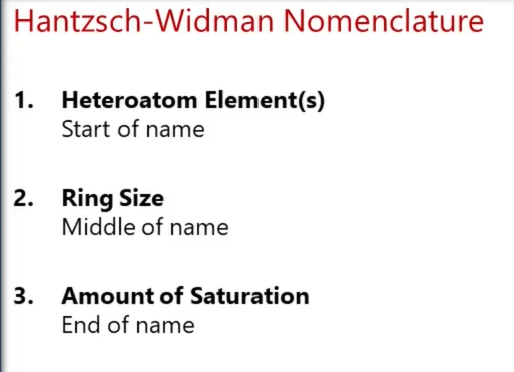 Hantzsch-Widman Nomenclature
1. Heteroatom Element(s)
Start of name
2. Ring Size
Middle of name
3. Amount of Saturation
End of name